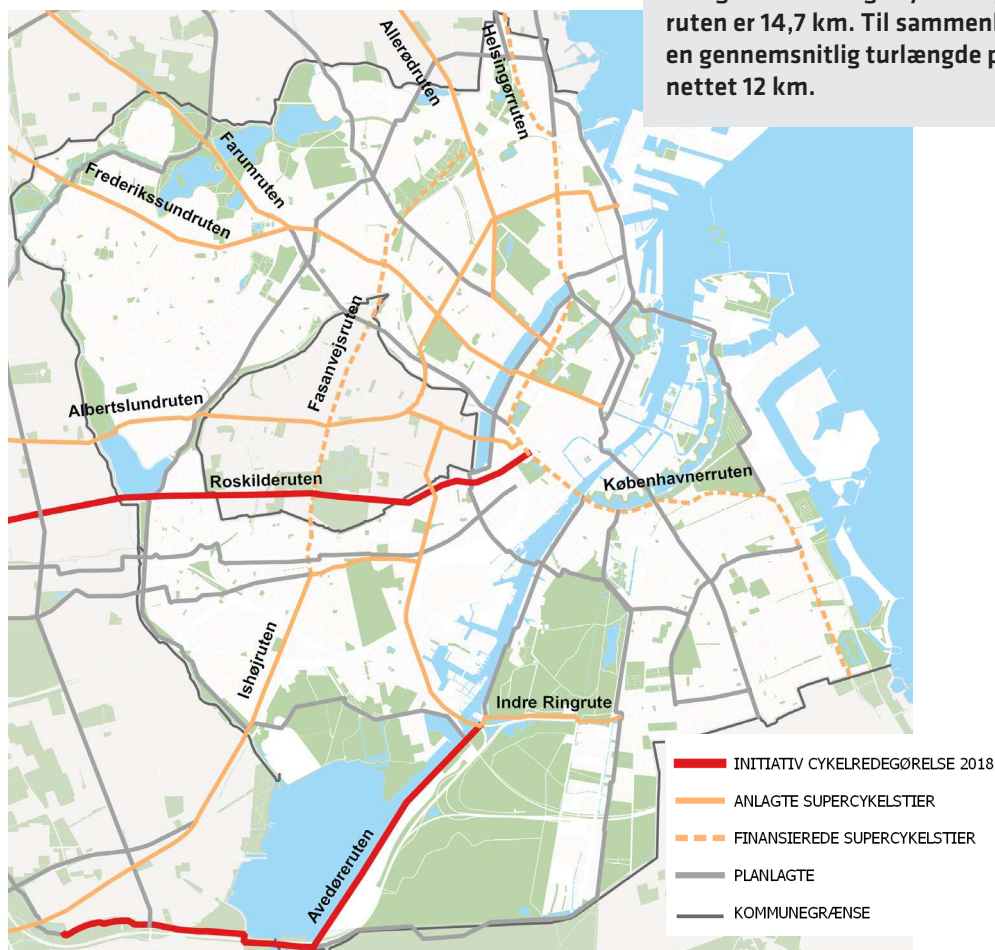 ruten er 14,7 km. Til
en gennemsnitlig turlængde
nettet 12 km.
Allerødruten
Helsingørruten
Farumruten
Frederikssundruten
Fasanvejsruten
Albertslundruten
Roskilderuten
Københavnerruten
Ishøjruten
Indre Ringrute
Avedøreruten
INITIATIV CYKELREDEGØRELSE 2018
ANLAGTE SUPERCYKELSTIER
FINANSIEREDE SUPERCYKELSTIER
PLANLAGTE
KOMMUNEGRÆNSE